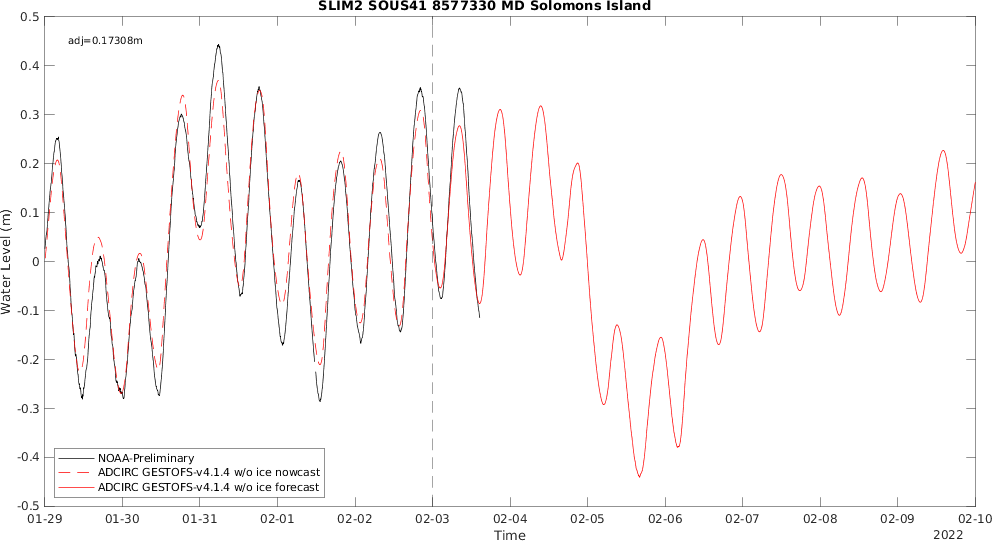 SLIM2 SOUS41 8577330 MD Solomons Island
adj=0.17308m
0.5
0.4
0.3
0.2
0.1
0
-0.1
-0.2
-0.3
-0.4
-0.5
Water Level (m)
NOAA-Preliminary
ADCIRC GESTOFS-v4.1.4 w/o ice nowcast
ADCIRC GESTOFS-v4.1.4 w/o ice forecast
01-29 01-30 01-31 02-01 02-02 02-03 02-04 02-05 02-06 02-07 02-08 02-09 02-10
Time
2022